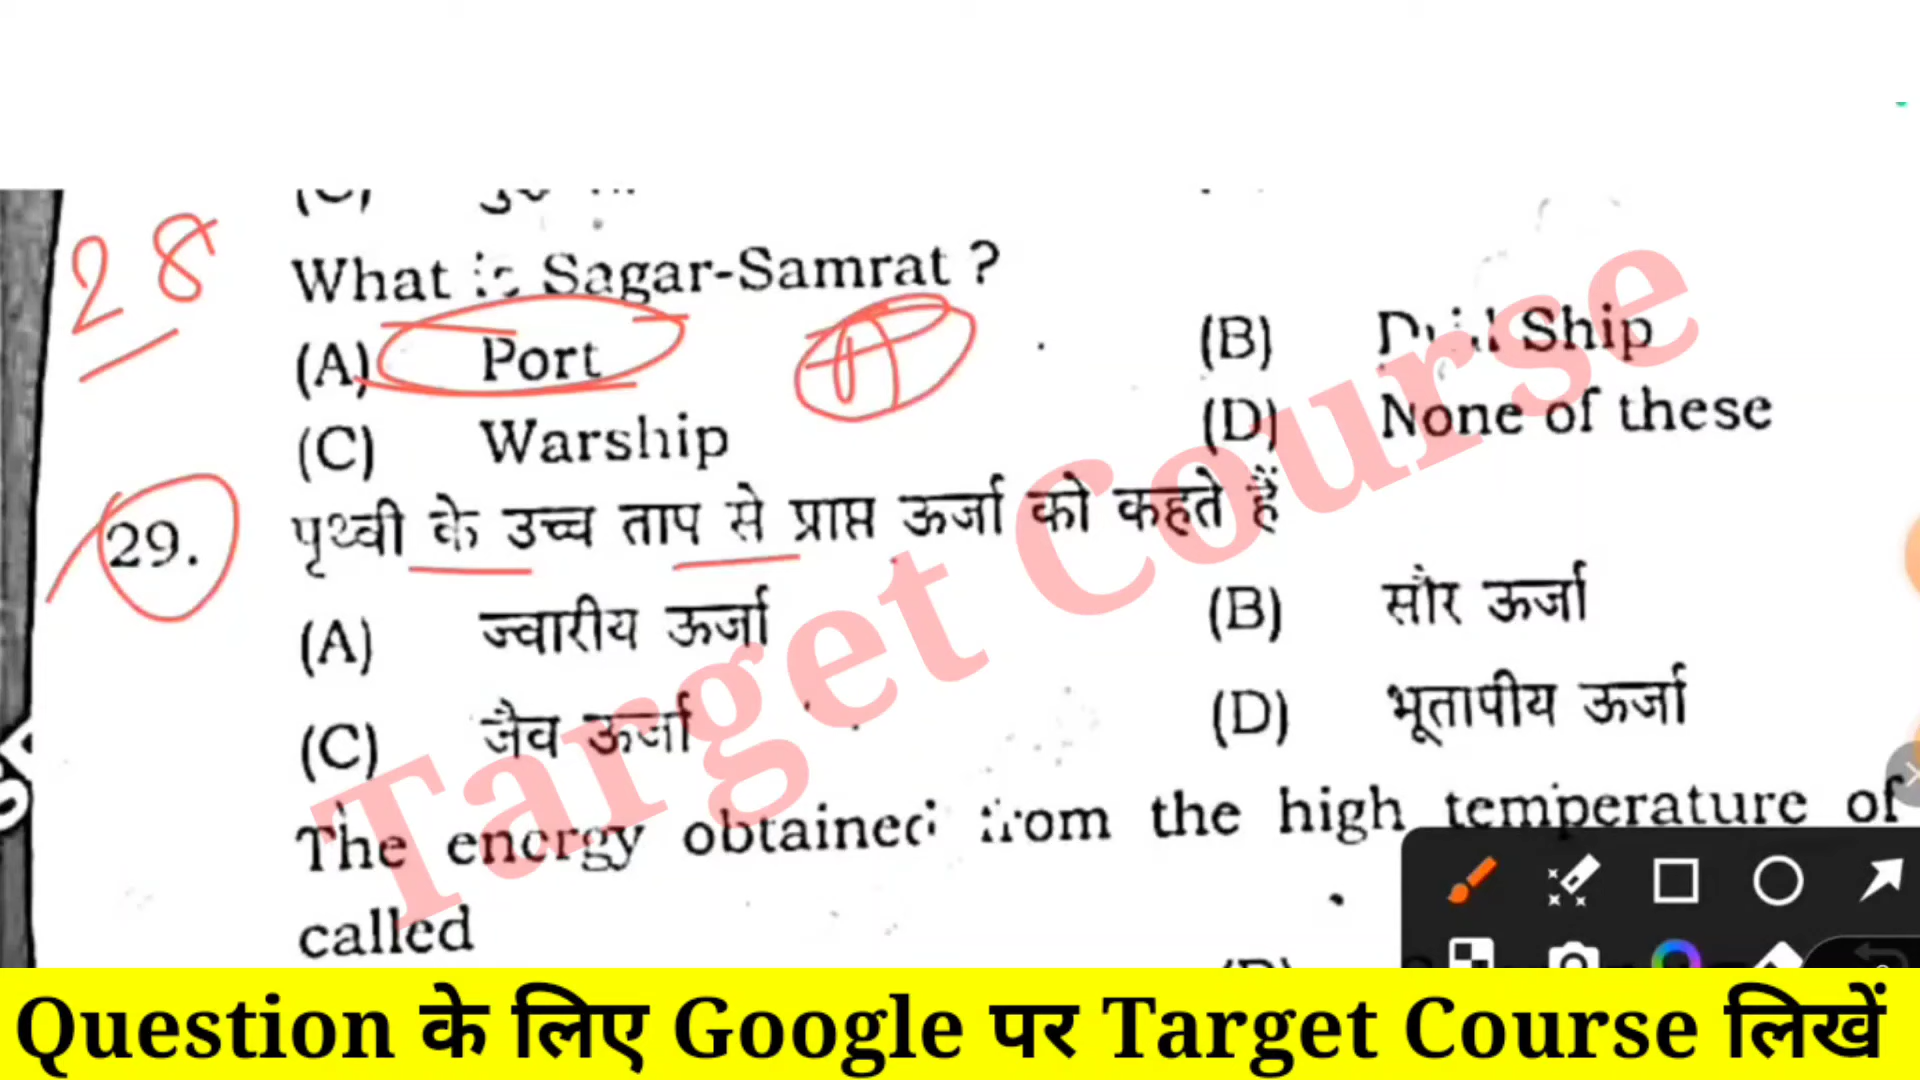 28
What is Sagar-Samrat ?
(A) Port (B) Drial Ship
(C) Warship (D) None of these
29. पृथ्वी के उच्च ताप से प्राप्त ऊर्जा को कहते हैं
(A) ज्वारीय ऊर्जा (B) सौर ऊर्जा
(C) जैव ऊर्जा (D) भूतापीय ऊर्जा
The energy obtained from the high temperature of
called
Target Course
Question के लिए Google पर Target Course लिखें